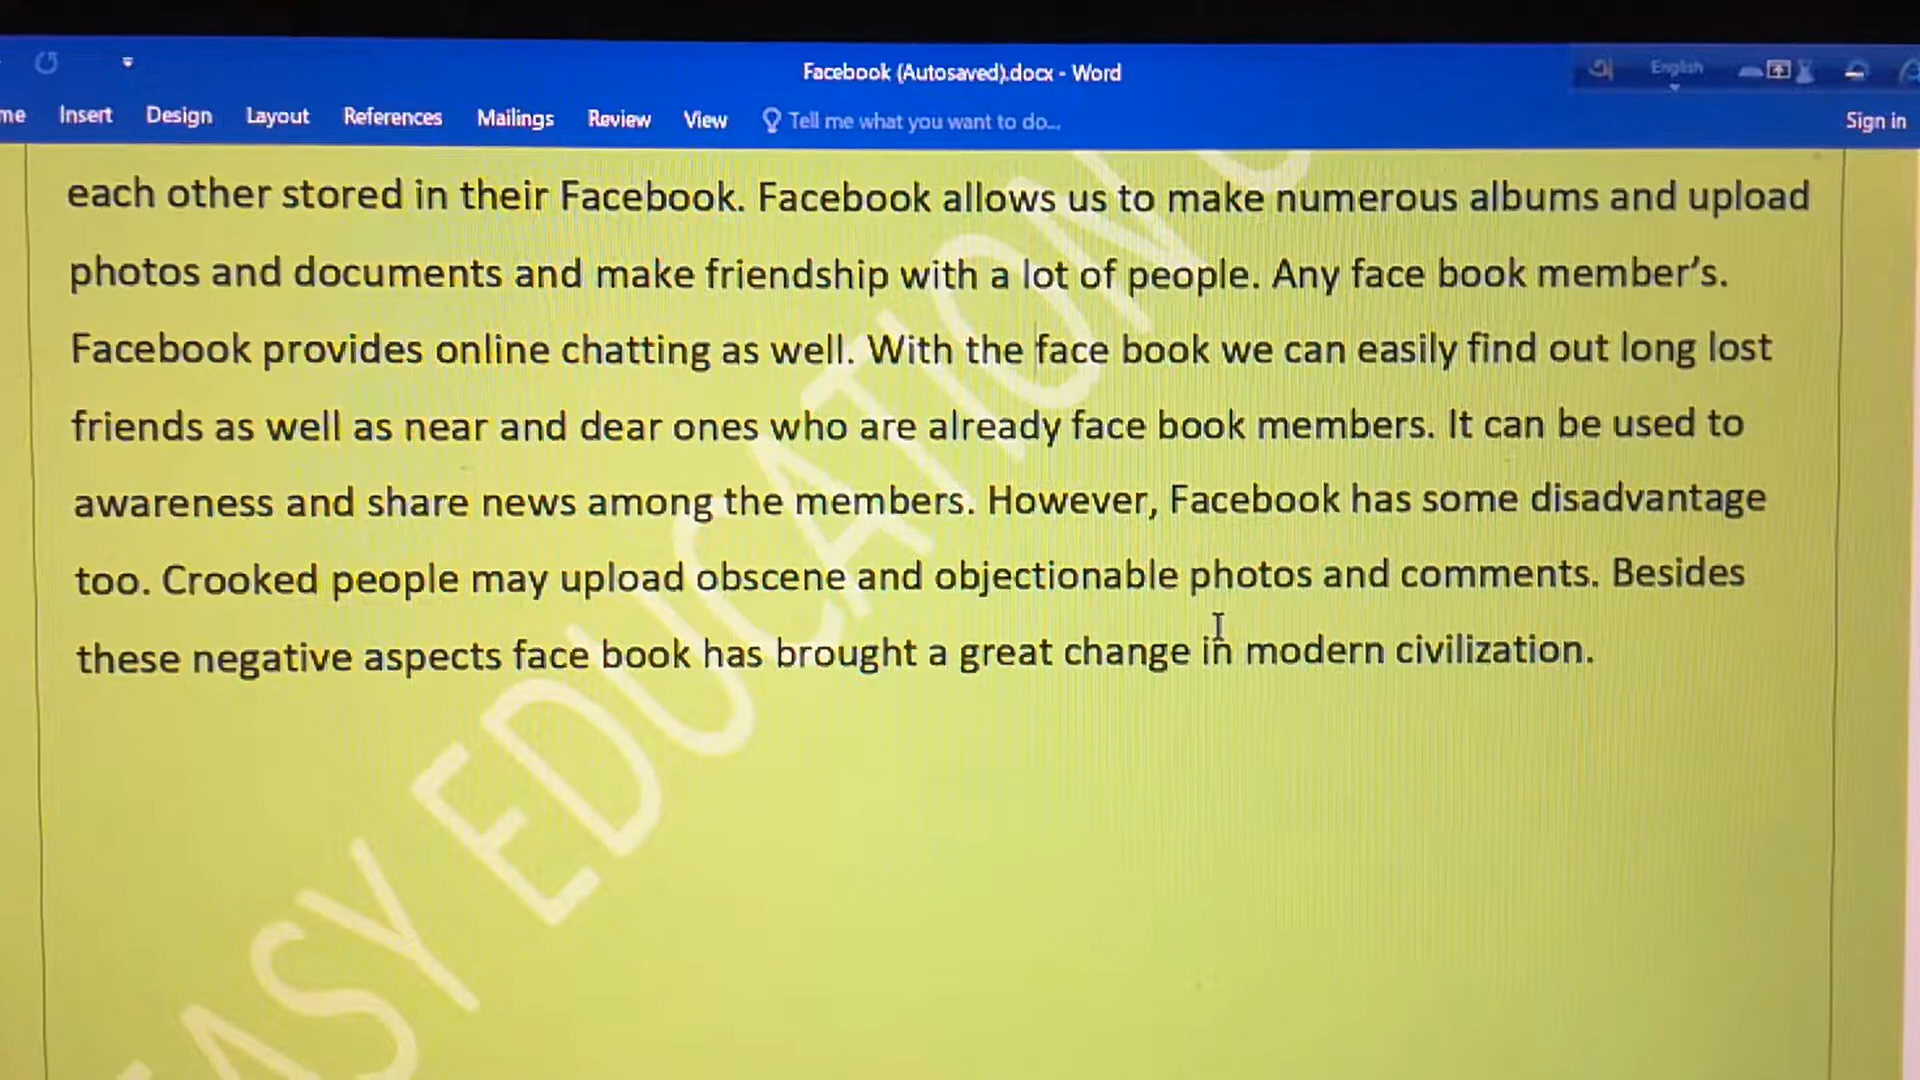 Facebook (Autosaved).docx - Word
English
me Insert Design Layout References Mailings Review View Tell me what you want to do... Sign in
each other stored in their Facebook. Facebook allows us to make numerous albums and upload
photos and documents and make friendship with a lot of people. Any face book member’s.
Facebook provides online chatting as well. With the face book we can easily find out long lost
friends as well as near and dear ones who are already face book members. It can be used to
awareness and share news among the members. However, Facebook has some disadvantage
too. Crooked people may upload obscene and objectionable photos and comments. Besides
these negative aspects face book has brought a great change in modern civilization.
EASY EDUCATION